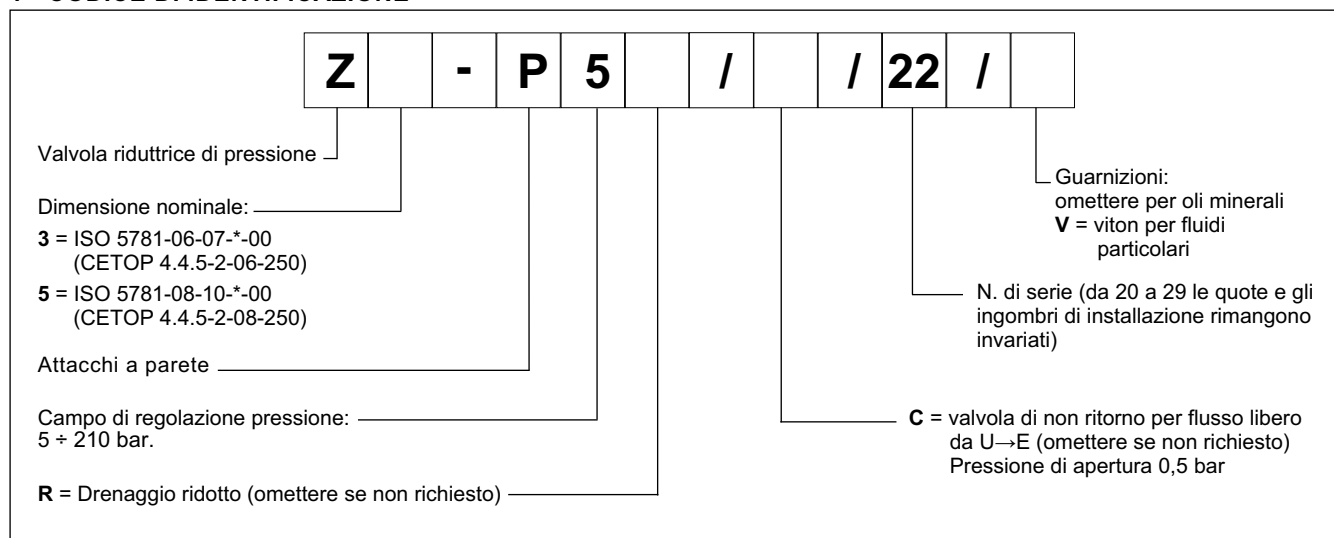 Z - P 5 / / 22 /
Valvola riduttrice di pressione
Dimensione nominale:
3 = ISO 5781-06-07-*-00
(CETOP 4.4.5-2-06-250)
5 = ISO 5781-08-10-*-00
(CETOP 4.4.5-2-08-250)
Attacchi a parete
Campo di regolazione pressione:
5 ÷ 210 bar.
R = Drenaggio ridotto (omettere se non richiesto)
Guarnizioni:
omettere per oli minerali
V = viton per fluidi
particolari
N. di serie (da 20 a 29 le quote e gli
ingombri di installazione rimangono
invariati)
C = valvola di non ritorno per flusso libero
da U→E (omettere se non richiesto)
Pressione di apertura 0,5 bar